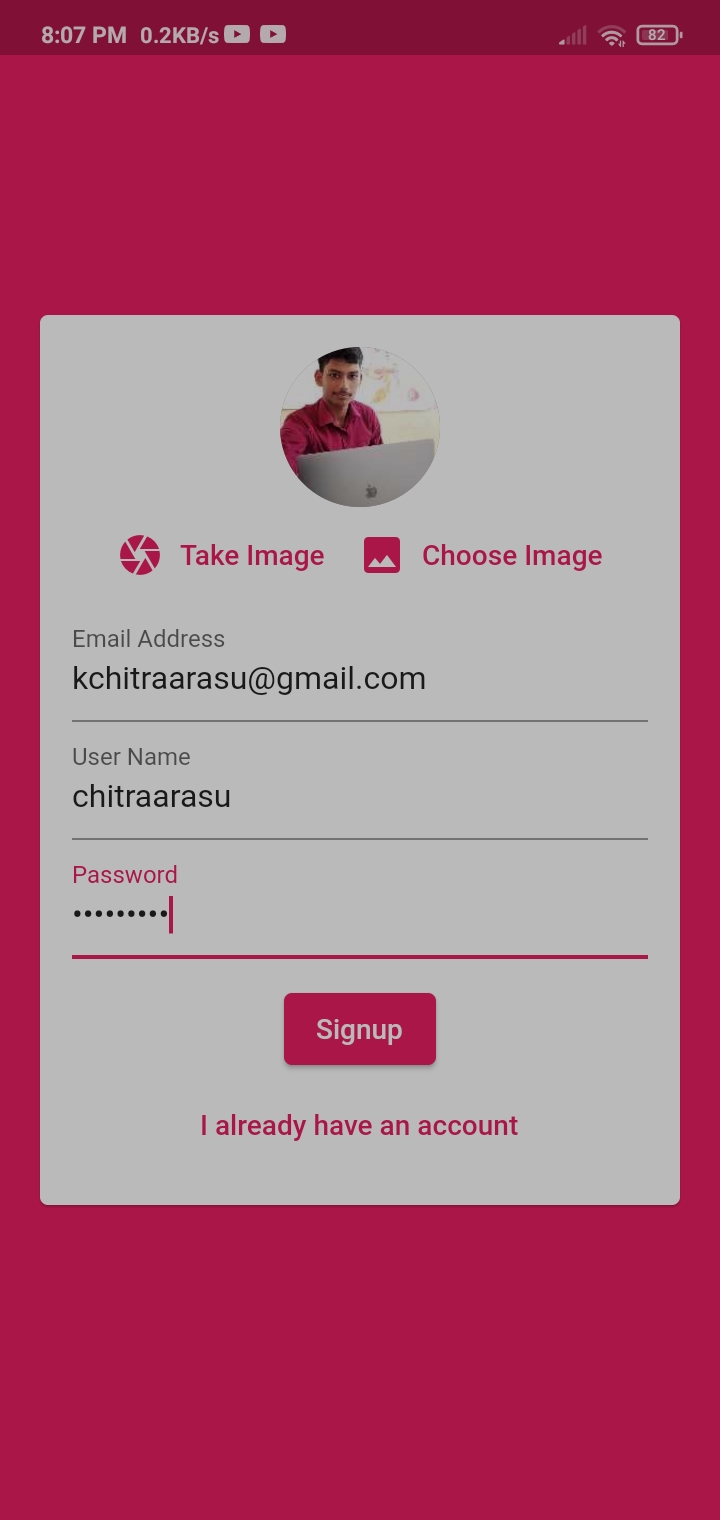 8:07 PM 0.2KB/s 82
Take Image Choose Image
Email Address
kchitraarasu@gmail.com
User Name
chitraarasu
Password
•••••••••
Signup
I already have an account